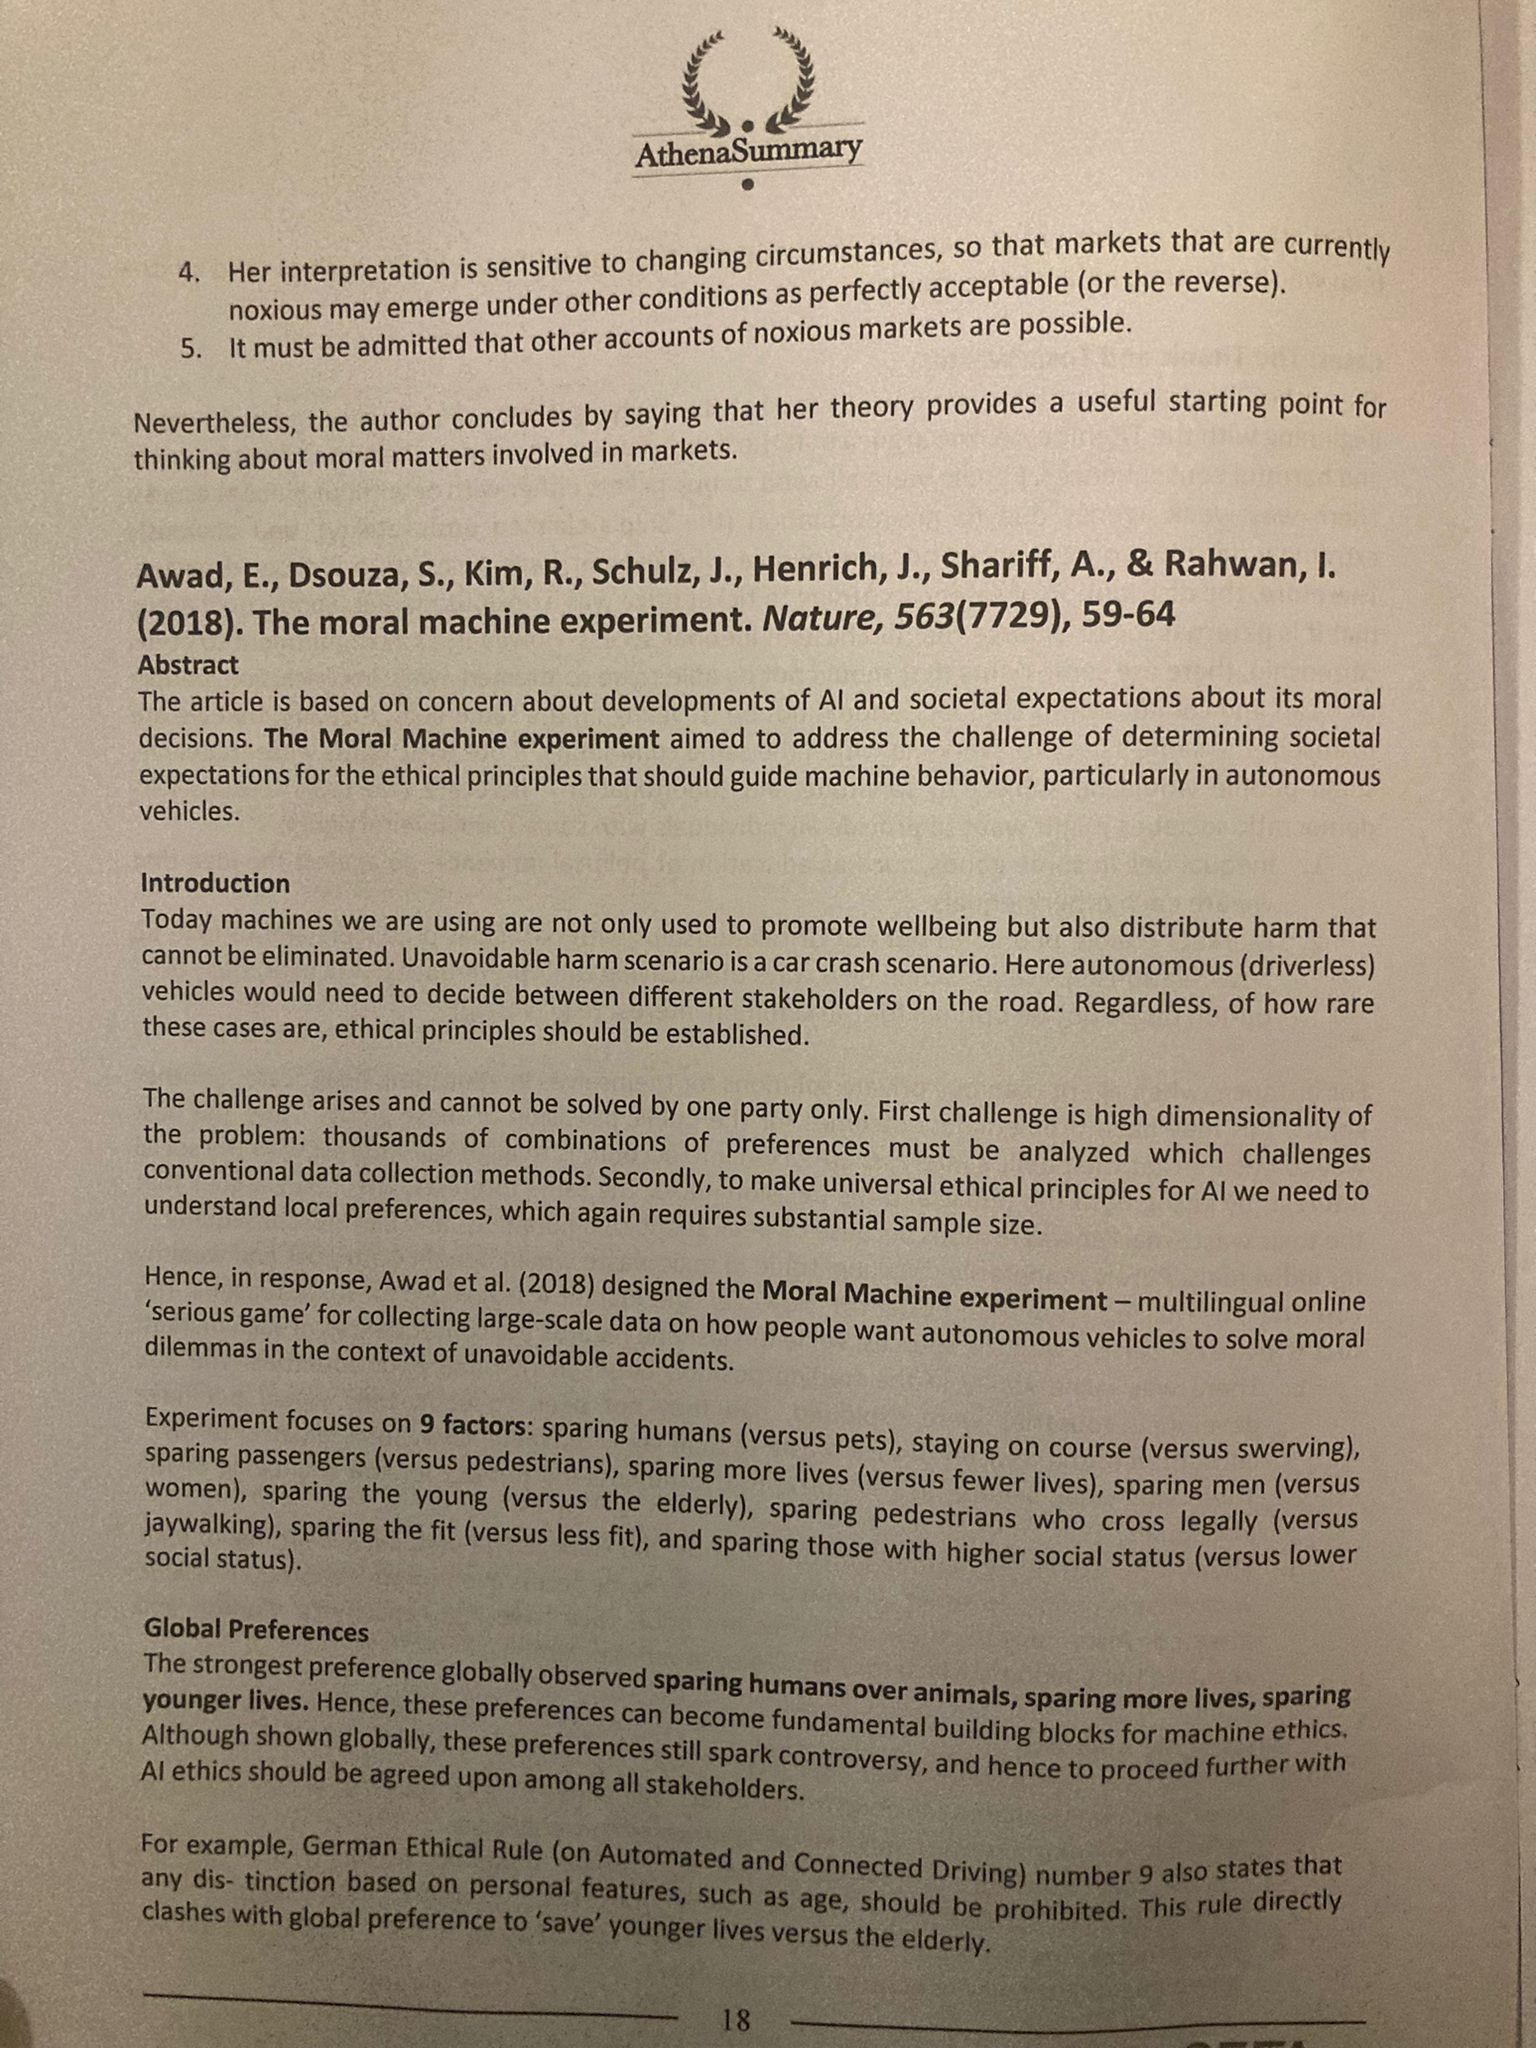 AthenaSummary
4. Her interpretation is sensitive to changing circumstances, so that markets that are currently
noxious may emerge under other conditions as perfectly acceptable (or the reverse).
5. It must be admitted that other accounts of noxious markets are possible.
Nevertheless, the author concludes by saying that her theory provides a useful starting point for
thinking about moral matters involved in markets.
Awad, E., Dsouza, S., Kim, R., Schulz, J., Henrich, J., Shariff, A., & Rahwan, I.
(2018). The moral machine experiment. Nature, 563(7729), 59-64
Abstract
The article is based on concern about developments of AI and societal expectations about its moral
decisions. The Moral Machine experiment aimed to address the challenge of determining societal
expectations for the ethical principles that should guide machine behavior, particularly in autonomous
vehicles.
Introduction
Today machines we are using are not only used to promote wellbeing but also distribute harm that
cannot be eliminated. Unavoidable harm scenario is a car crash scenario. Here autonomous (driverless)
vehicles would need to decide between different stakeholders on the road. Regardless, of how rare
these cases are, ethical principles should be established.
The challenge arises and cannot be solved by one party only. First challenge is high dimensionality of
the problem: thousands of combinations of preferences must be analyzed which challenges
conventional data collection methods. Secondly, to make universal ethical principles for AI we need to
understand local preferences, which again requires substantial sample size.
Hence, in response, Awad et al. (2018) designed the Moral Machine experiment – multilingual online
‘serious game’ for collecting large-scale data on how people want autonomous vehicles to solve moral
dilemmas in the context of unavoidable accidents.
Experiment focuses on 9 factors: sparing humans (versus pets), staying on course (versus swerving),
sparing passengers (versus pedestrians), sparing more lives (versus fewer lives), sparing men (versus
women), sparing the young (versus the elderly), sparing pedestrians who cross legally (versus
jaywalking), sparing the fit (versus less fit), and sparing those with higher social status (versus lower
social status).
Global Preferences
The strongest preference globally observed sparing humans over animals, sparing more lives, sparing
younger lives. Hence, these preferences can become fundamental building blocks for machine ethics.
Although shown globally, these preferences still spark controversy, and hence to proceed further with
AI ethics should be agreed upon among all stakeholders.
For example, German Ethical Rule (on Automated and Connected Driving) number 9 also states that
any dis- tinction based on personal features, such as age, should be prohibited. This rule directly
clashes with global preference to ‘save’ younger lives versus the elderly.
18